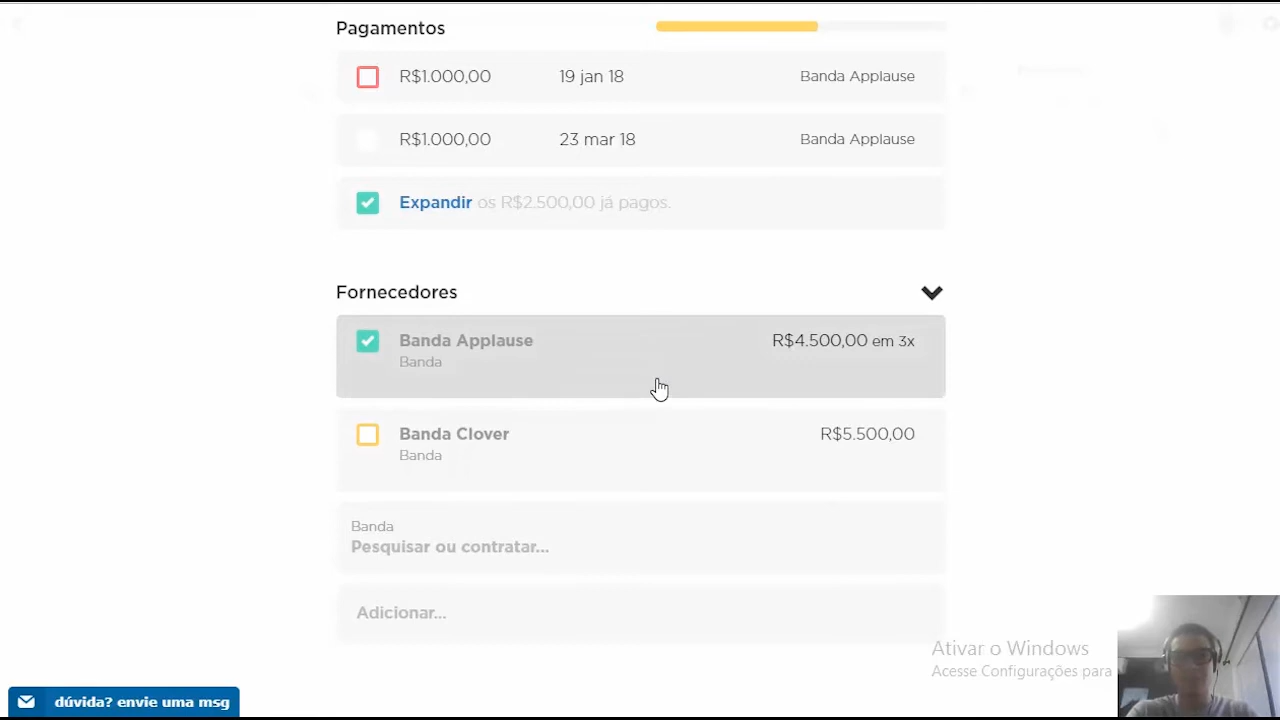 Pagamentos
R$1.000,00 19 jan 18 Banda Applause
R$1.000,00 23 mar 18 Banda Applause
Expandir os R$2.500,00 já pagos.
Fornecedores
Banda Applause R$4.500,00 em 3x
Banda
Banda Clover R$5.500,00
Banda
Banda
Pesquisar ou contratar...
Adicionar...
Ativar o Windows
Acesse Configurações para
dúvida? envie uma msg